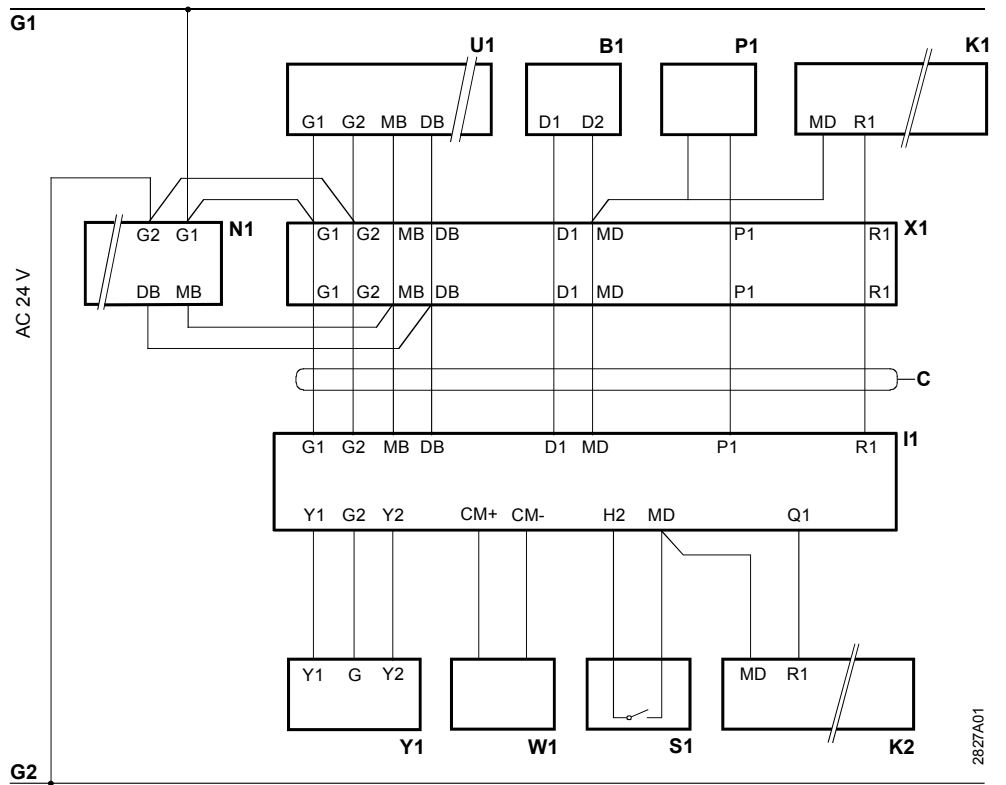 G1
U1 B1 P1 K1
G1 G2 MB DB D1 D2 MD R1
G2 G1 N1 G1 G2 MB DB D1 MD P1 R1 X1
DB MB G1 G2 MB DB D1 MD P1 R1
AC 24 V
C
G1 G2 MB DB D1 MD P1 R1 I1
Y1 G2 Y2 CM+ CM- H2 MD Q1
Y1 G Y2 MD R1
Y1 W1 S1 K2
2827A01
G2